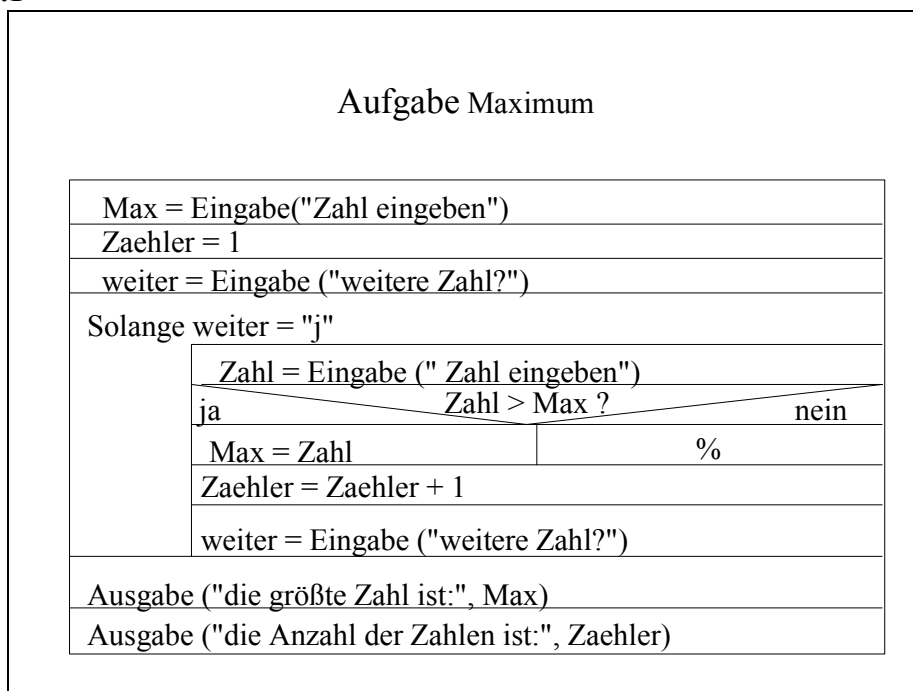 Aufgabe Maximum
Max = Eingabe("Zahl eingeben")
Zaehler = 1
weiter = Eingabe ("weitere Zahl?")
Solange weiter = "j"
Zahl = Eingabe (" Zahl eingeben")
Zahl > Max ?
ja nein
Max = Zahl %
Zaehler = Zaehler + 1
weiter = Eingabe ("weitere Zahl?")
Ausgabe ("die größte Zahl ist:", Max)
Ausgabe ("die Anzahl der Zahlen ist:", Zaehler)